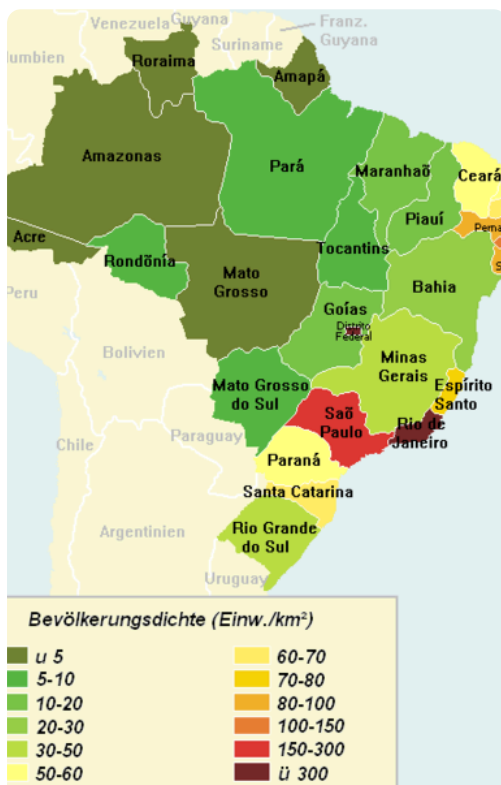 Venezuela
Guyana
Franz.
Guyana
Suriname
Roraima
Amapá
Amazonas
Pará
Maranhaõ
Ceará
Piauí
Acre
Rondõnía
Tocantins
Mato
Grosso
Bahia
Peru
Goías
Distrito
Federal
Bolivien
Minas
Gerais
Mato Grosso
do Sul
Espírito
Santo
Saõ
Paulo
Rio de
Janeiro
Paraguay
Chile
Paraná
Santa Catarina
Argentinien
Rio Grande
do Sul
Uruguay
Bevölkerungsdichte (Einw./km²)
u 5
5-10
10-20
20-30
30-50
50-60
60-70
70-80
80-100
100-150
150-300
ü 300